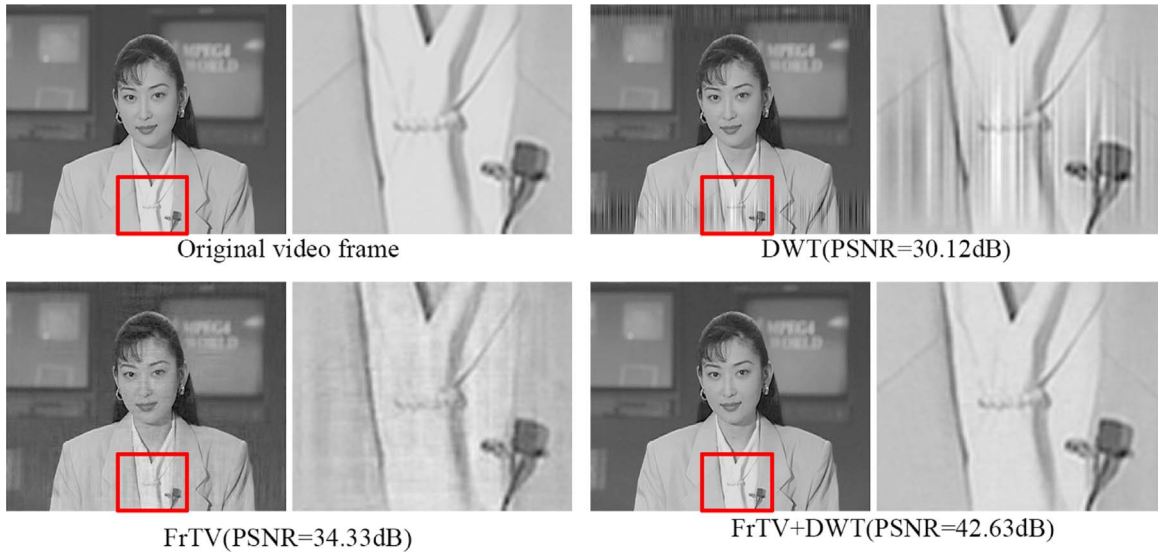 MPEG4
WORLD
MPEG4
WORLD
Original video frame
DWT(PSNR=30.12dB)
MPEG4
WORLD
MPEG4
WORLD
FrTV(PSNR=34.33dB)
FrTV+DWT(PSNR=42.63dB)